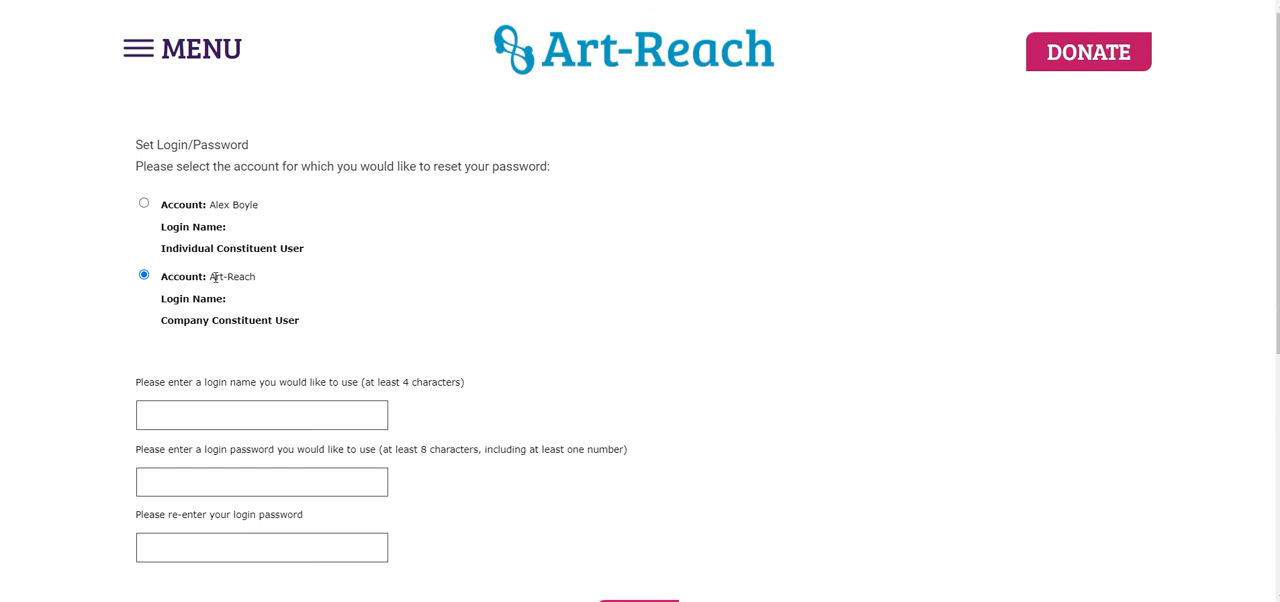 MENU
Art-Reach
DONATE
Set Login/Password
Please select the account for which you would like to reset your password:
Account: Alex Boyle
Login Name:
Individual Constituent User
Account: Art-Reach
Login Name:
Company Constituent User
Please enter a login name you would like to use (at least 4 characters)
Please enter a login password you would like to use (at least 8 characters, including at least one number)
Please re-enter your login password